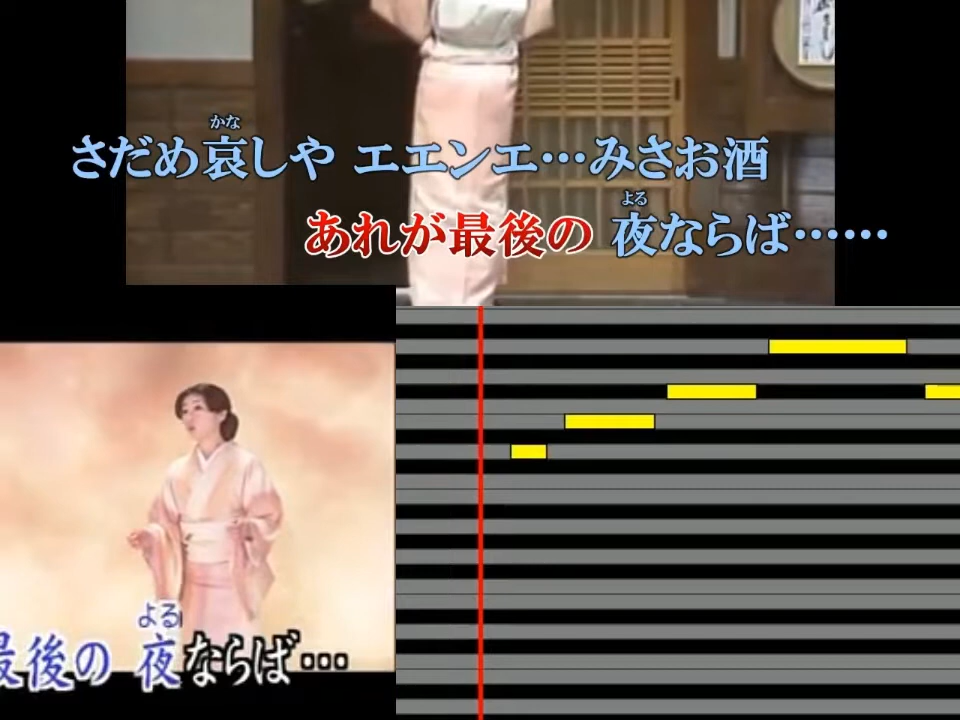 かな
さだめ哀しや エエンエ…みさお酒
よる
あれが最後の 夜ならば……
よる
最後の 夜ならば…